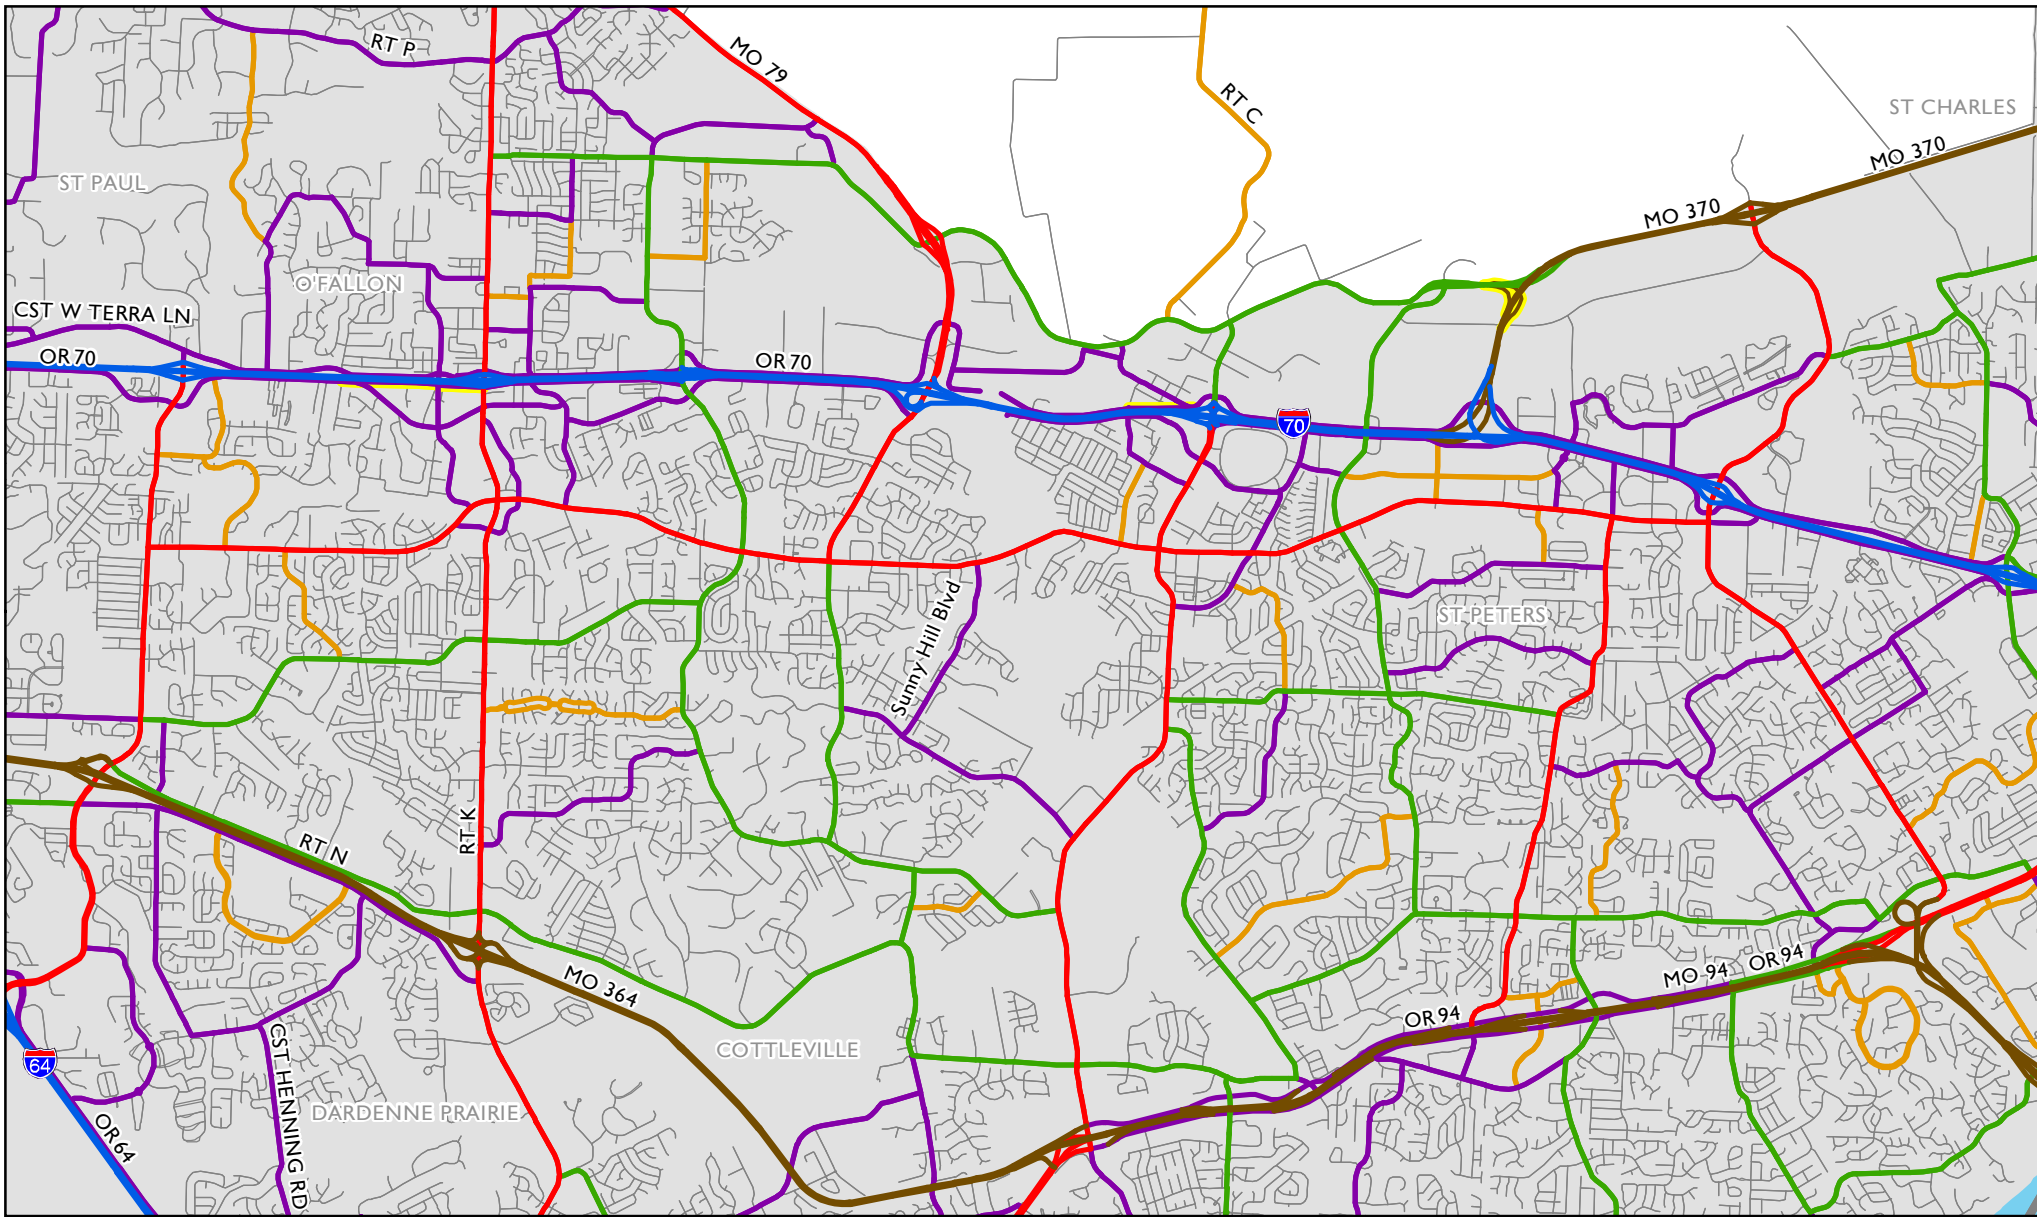 RT P
MO 79
RT C
ST CHARLES
MO 370
MO 370
ST PAUL
O'FALLON
CST W TERRA LN
OR 70
OR 70
70
Sunny Hill Blvd
ST PETERS
RT K
RT N
MO 364
MO 94
OR 94
OR 94
COTTLEVILLE
64
OR 64
CST HENNING RD
DARDENNE PRAIRIE